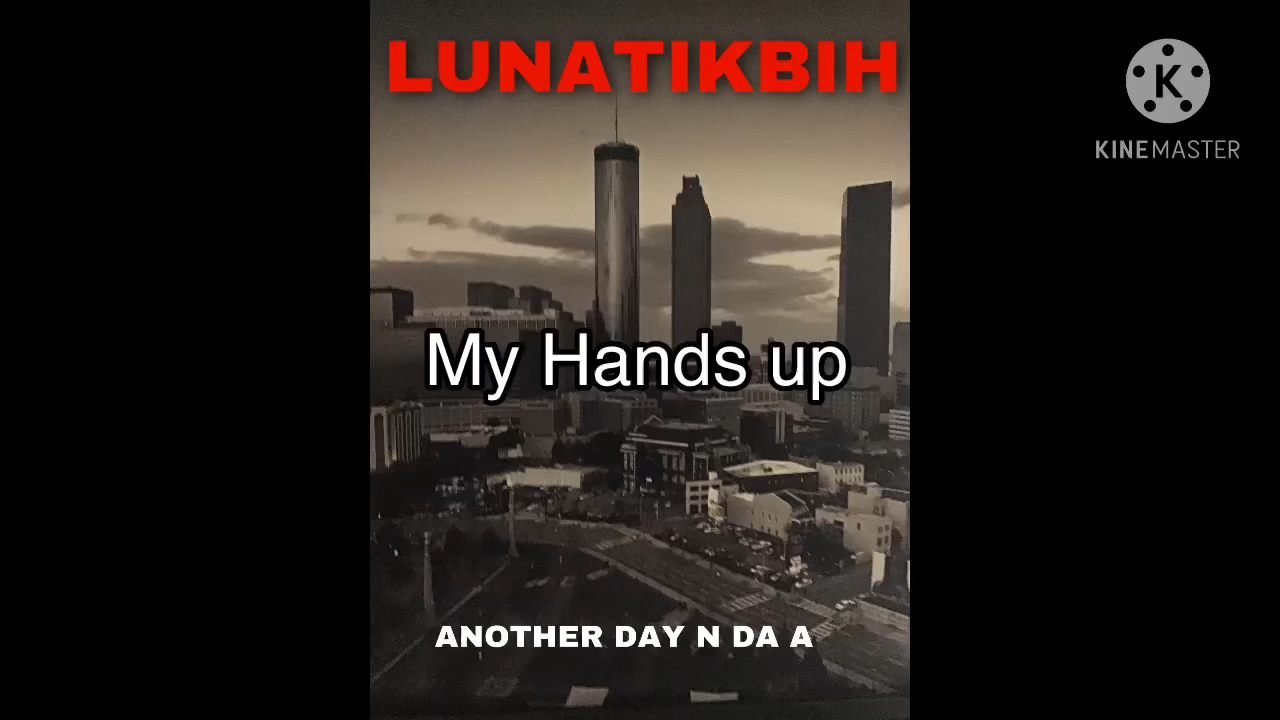 LUNATIKBIH
K
KINEMASTER
My Hands up
ANOTHER DAY N DA A